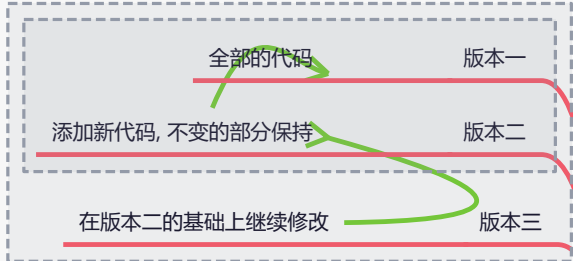 全部的代码 版本一
添加新代码, 不变的部分保持 版本二
在版本二的基础上继续修改 版本三